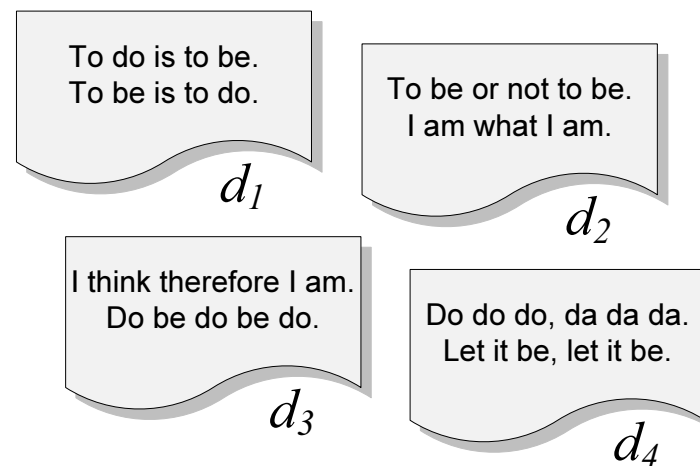 To do is to be.
To be is to do.
d1
To be or not to be.
I am what I am.
d2
I think therefore I am.
Do be do be do.
d3
Do do do, da da da.
Let it be, let it be.
d4